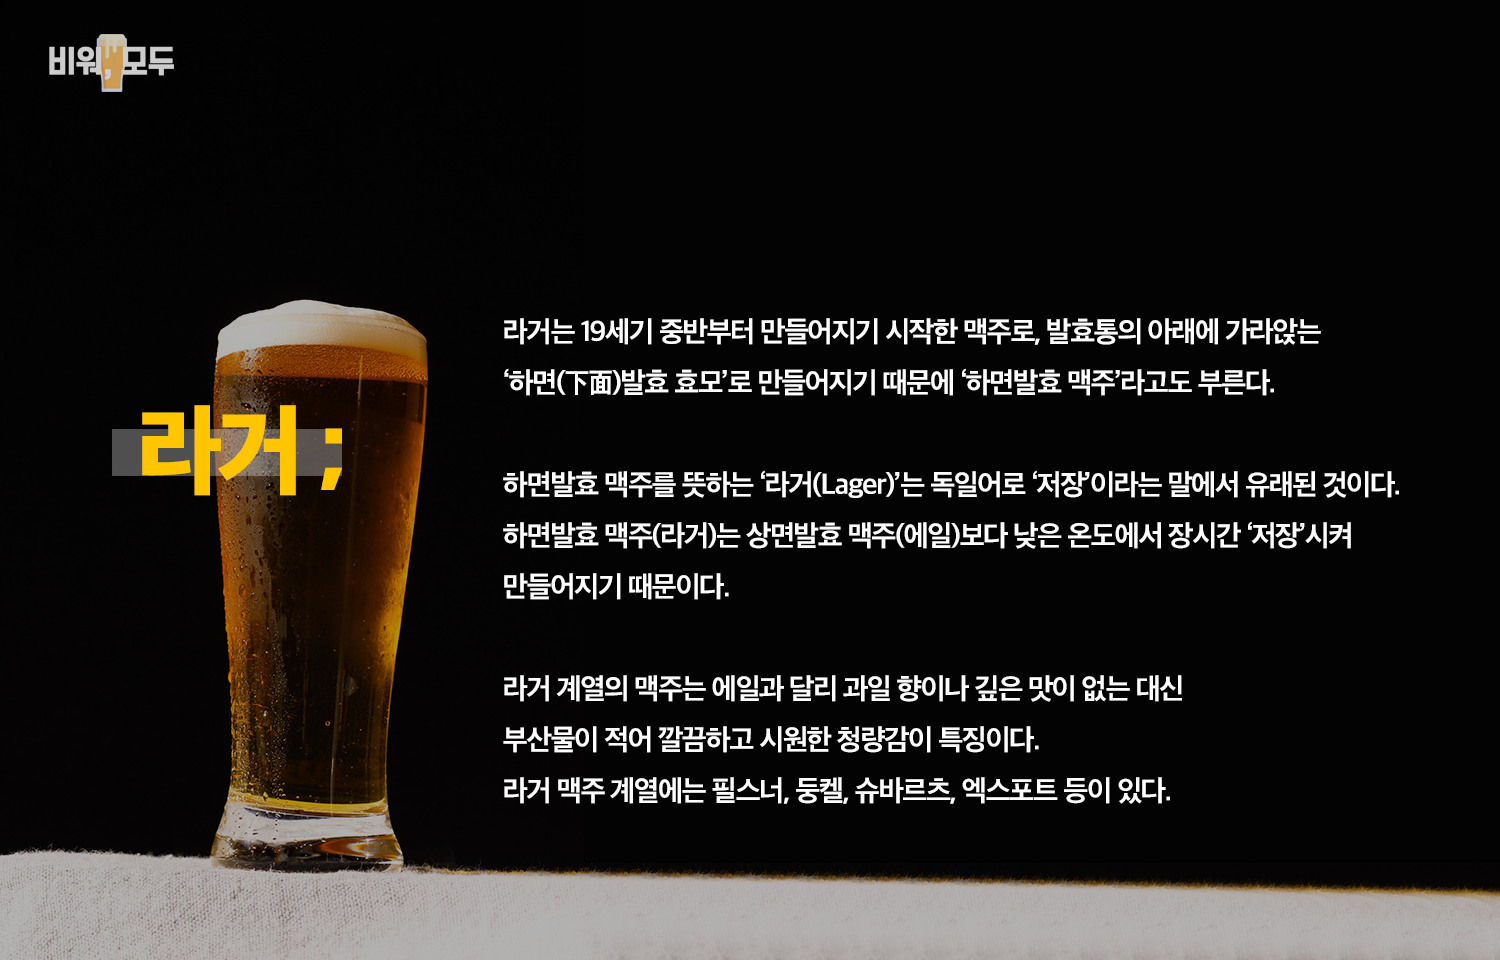 비워, 모두
라거 ;
라거는 19세기 중반부터 만들어지기 시작한 맥주로, 발효통의 아래에 가라앉는
‘하면(下面)발효 효모’로 만들어지기 때문에 ‘하면발효 맥주’라고도 부른다.
하면발효 맥주를 뜻하는 ‘라거(Lager)’는 독일어로 ‘저장’이라는 말에서 유래된 것이다.
하면발효 맥주(라거)는 상면발효 맥주(에일)보다 낮은 온도에서 장시간 ‘저장’시켜
만들어지기 때문이다.
라거 계열의 맥주는 에일과 달리 과일 향이나 깊은 맛이 없는 대신
부산물이 적어 깔끔하고 시원한 청량감이 특징이다.
라거 맥주 계열에는 필스너, 둥켈, 슈바르츠, 엑스포트 등이 있다.